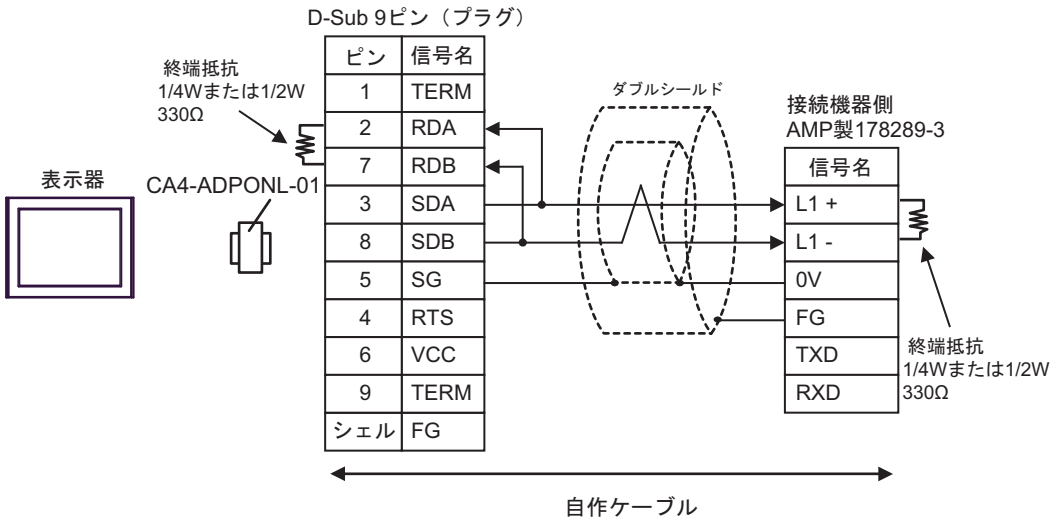 D-Sub 9ピン（プラグ）
ピン 信号名
1 TERM
2 RDA
7 RDB
3 SDA
8 SDB
5 SG
4 RTS
6 VCC
9 TERM
シェル FG
終端抵抗
1/4Wまたは1/2W
330Ω
表示器
CA4-ADPONL-01
ダブルシールド
接続機器側
AMP製178289-3
信号名
L1 +
L1 -
0V
FG
TXD
RXD
終端抵抗
1/4Wまたは1/2W
330Ω
自作ケーブル